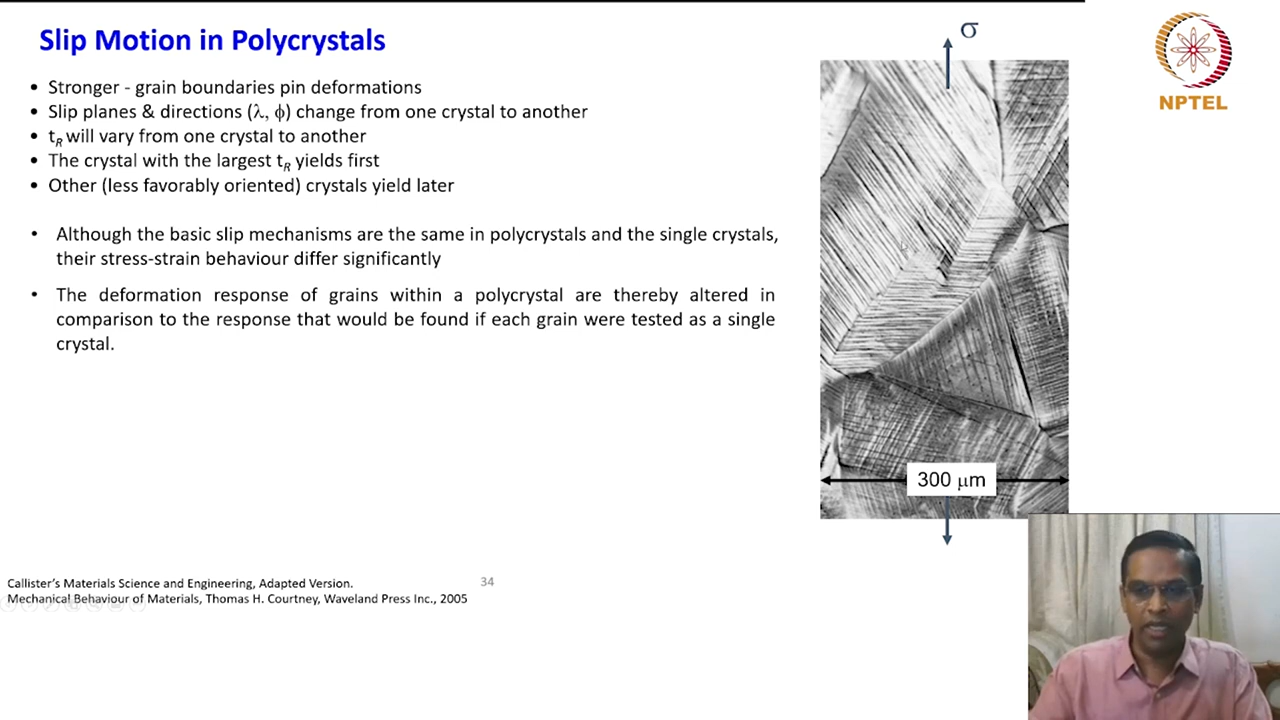 Slip Motion in Polycrystals
• Stronger - grain boundaries pin deformations
• Slip planes & directions (λ, ϕ) change from one crystal to another
• tR will vary from one crystal to another
• The crystal with the largest tR yields first
• Other (less favorably oriented) crystals yield later
• Although the basic slip mechanisms are the same in polycrystals and the single crystals,
their stress-strain behaviour differ significantly
• The deformation response of grains within a polycrystal are thereby altered in
comparison to the response that would be found if each grain were tested as a single
crystal.
σ
300 μm
NPTEL
Callister's Materials Science and Engineering, Adapted Version.
34
Mechanical Behaviour of Materials, Thomas H. Courtney, Waveland Press Inc., 2005